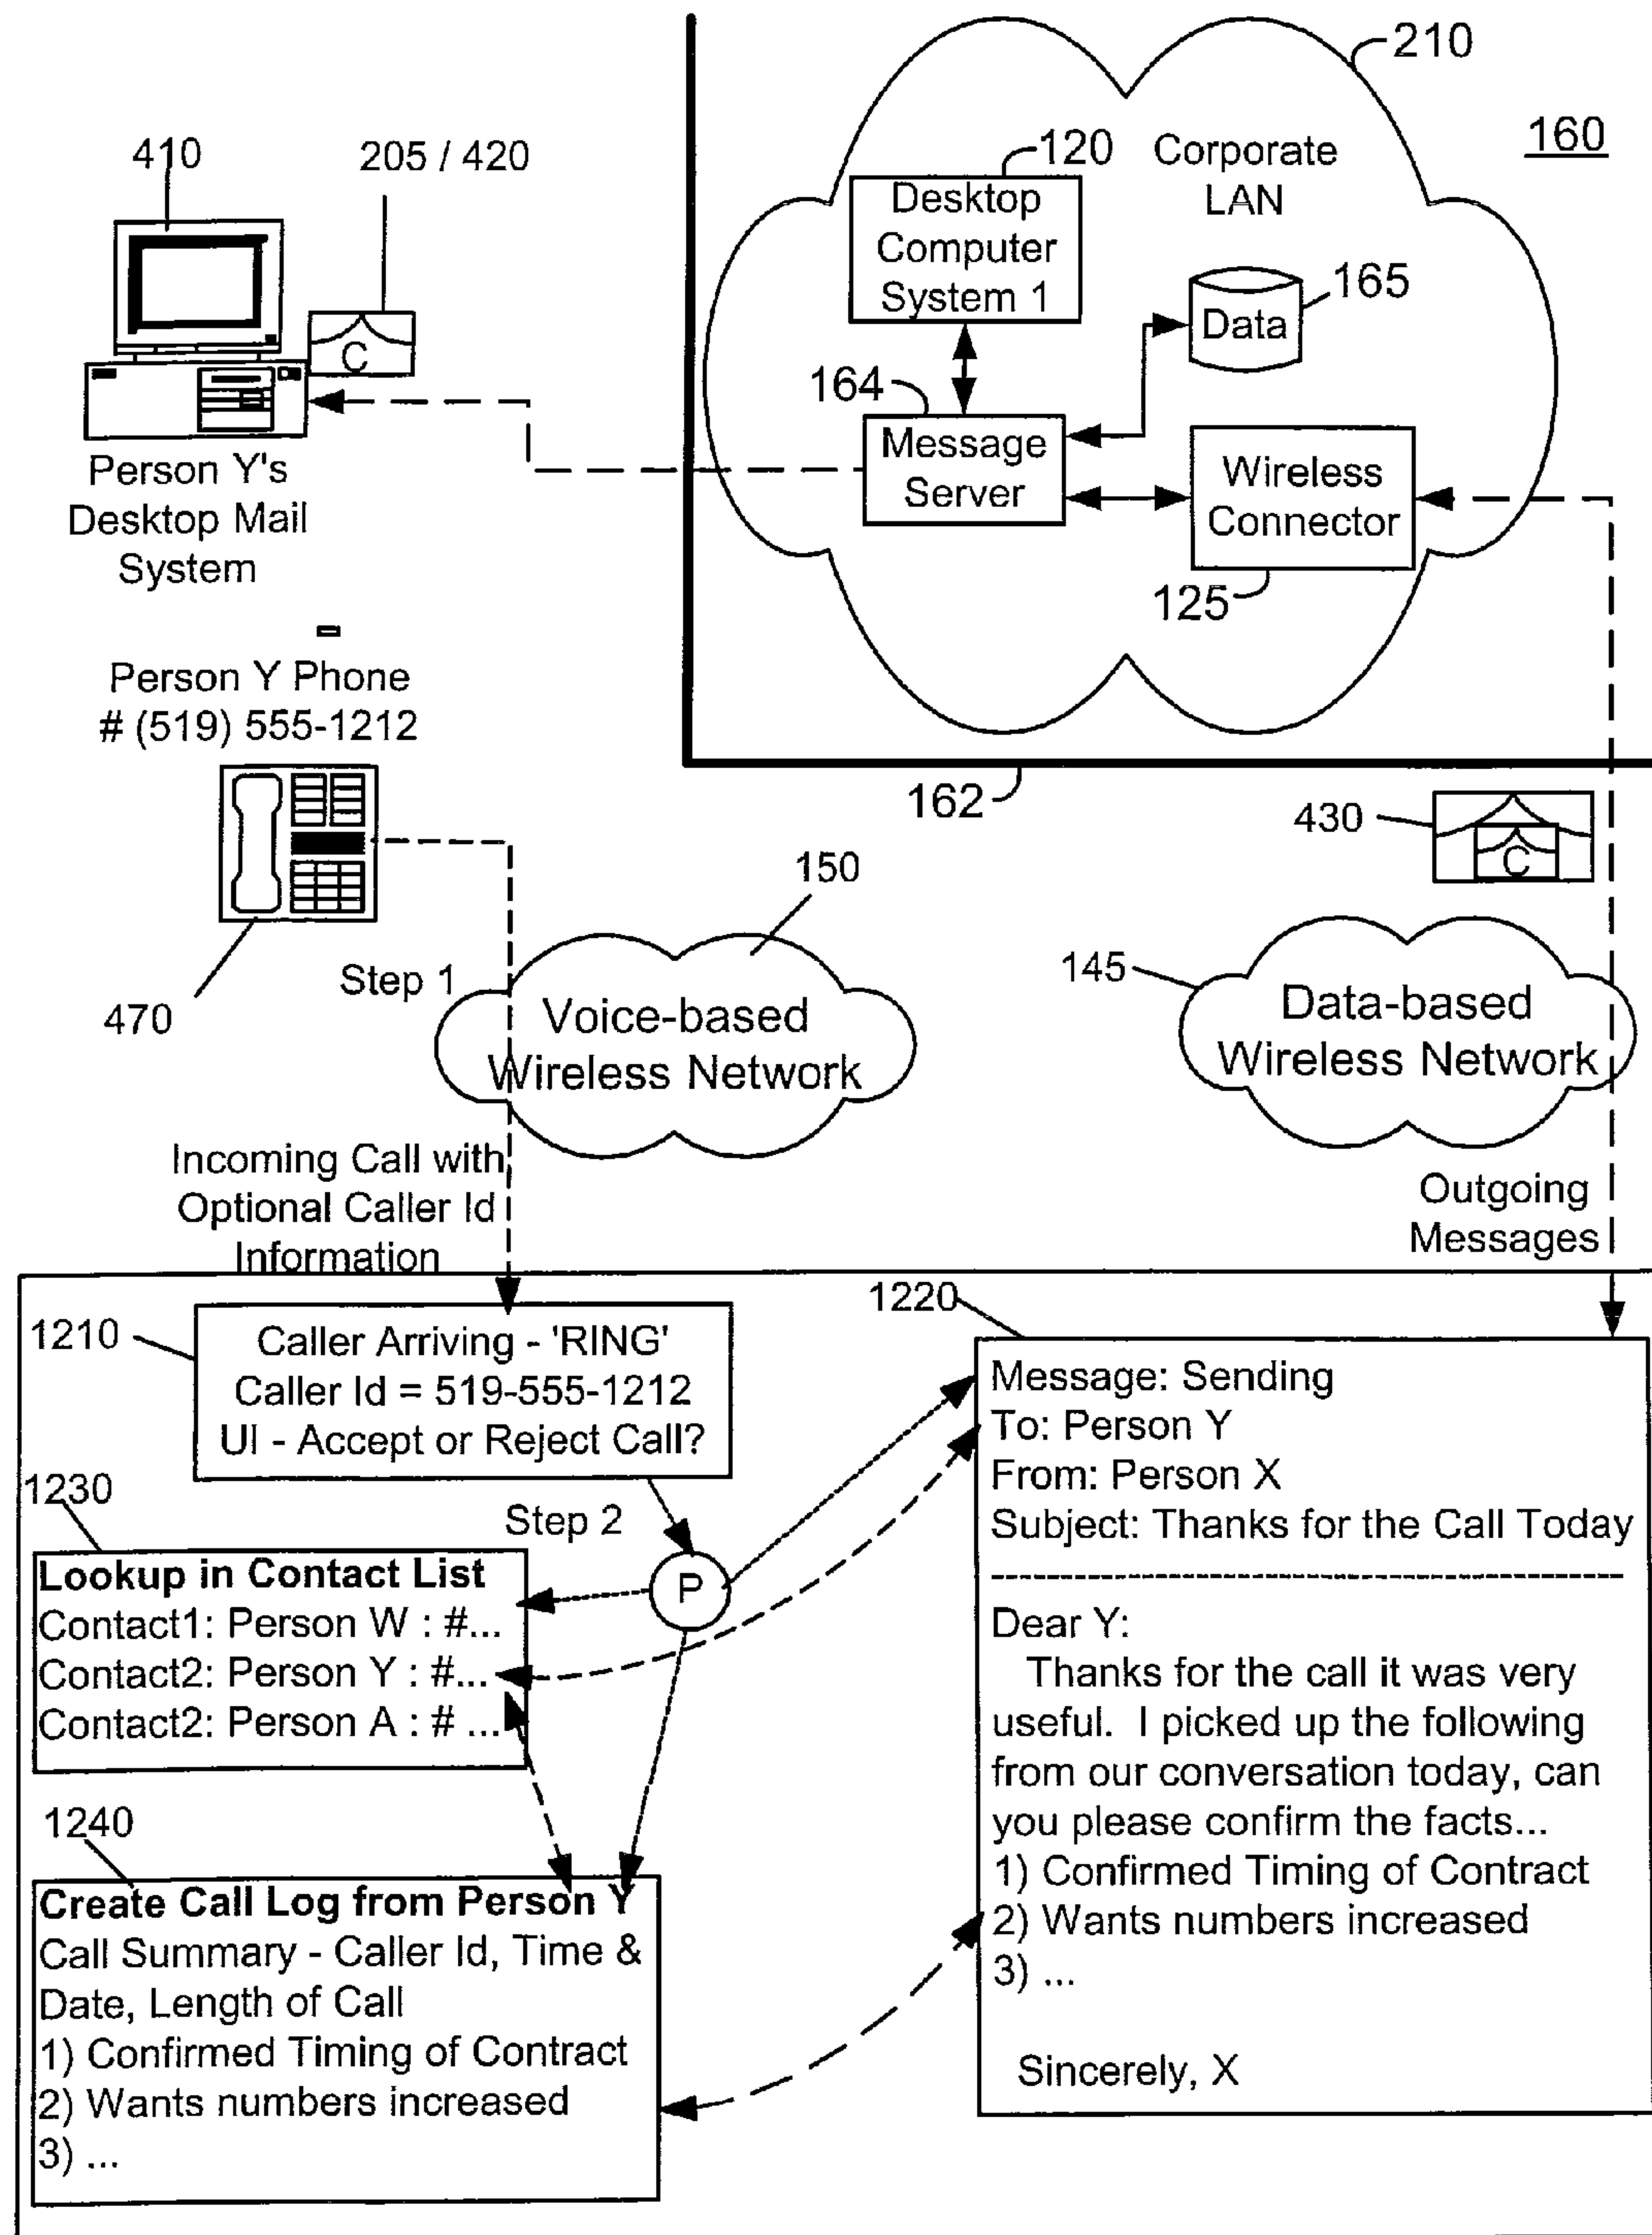 210
160
410
205 / 420
120
Corporate
LAN
Desktop
Computer
System 1
165
Data
C
164
Message
Server
Wireless
Connector
125
Person Y's
Desktop Mail
System
Person Y Phone
# (519) 555-1212
162
430
C
150
145
Step 1
470
Voice-based
Wireless Network
Data-based
Wireless Network
Incoming Call with
Optional Caller Id
Information
Outgoing
Messages
1210
Caller Arriving - 'RING'
Caller Id = 519-555-1212
UI - Accept or Reject Call?
1220
Message: Sending
To: Person Y
From: Person X
Subject: Thanks for the Call Today
Dear Y:
Thanks for the call it was very
useful. I picked up the following
from our conversation today, can
you please confirm the facts...
1) Confirmed Timing of Contract
2) Wants numbers increased
3) ...
Sincerely, X
1230
Step 2
P
Lookup in Contact List
Contact1: Person W : #...
Contact2: Person Y : #...
Contact2: Person A : # ...
1240
Create Call Log from Person Y
Call Summary - Caller Id, Time &
Date, Length of Call
1) Confirmed Timing of Contract
2) Wants numbers increased
3) ...